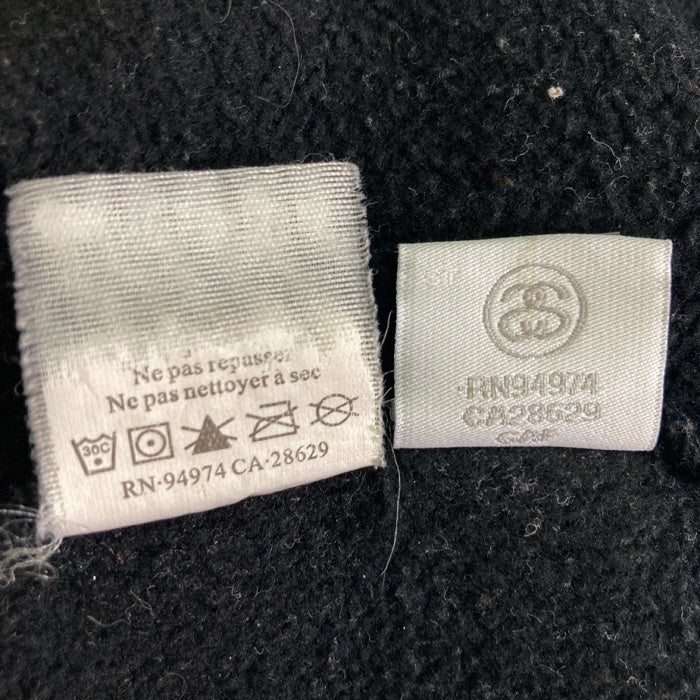 Ne pas repasser
Ne pas nettoyer à sec
30C
RN·94974 CA·28629
RN94974
CA28629